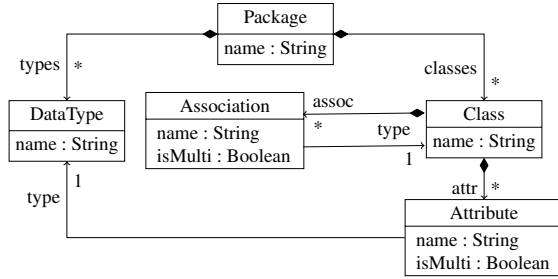 Package
name : String
types
*
classes
*
DataType
name : String
Association
name : String
isMulti : Boolean
assoc
*
type
1
Class
name : String
1
type
attr
*
Attribute
name : String
isMulti : Boolean